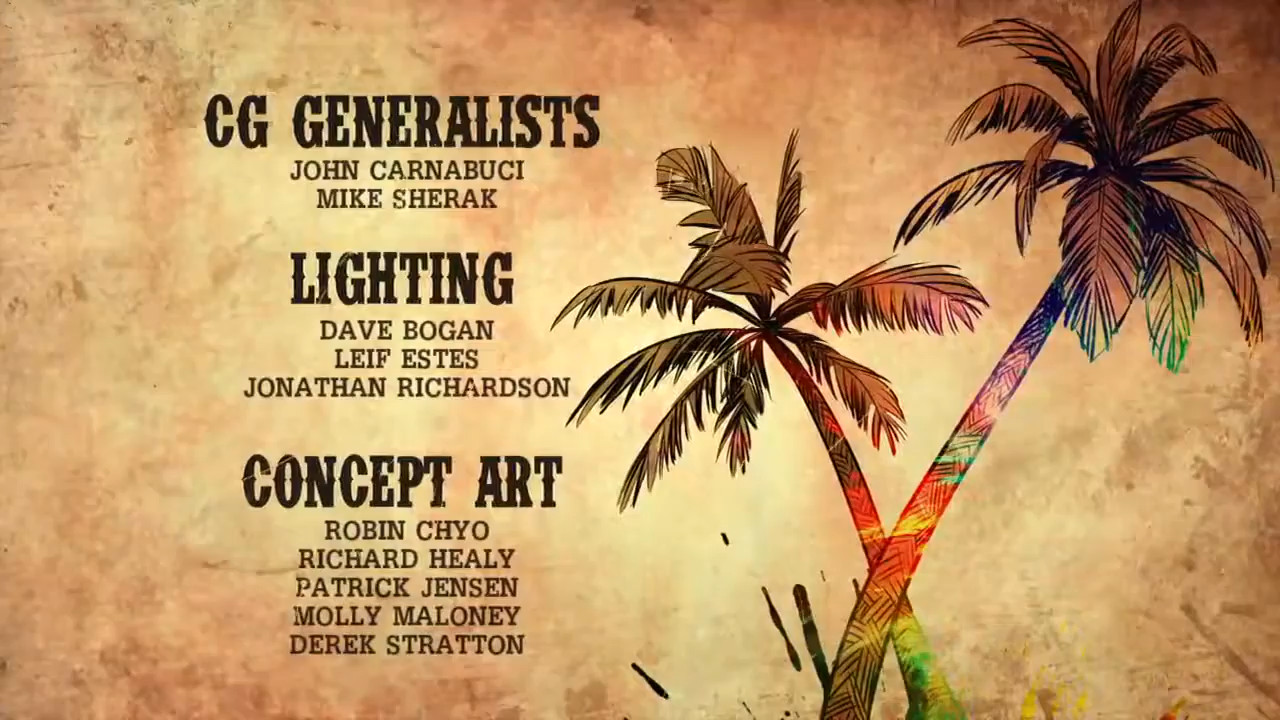 CG GENERALISTS
JOHN CARNABUCI
MIKE SHERAK
LIGHTING
DAVE BOGAN
LEIF ESTES
JONATHAN RICHARDSON
CONCEPT ART
ROBIN CHYO
RICHARD HEALY
PATRICK JENSEN
MOLLY MALONEY
DEREK STRATTON